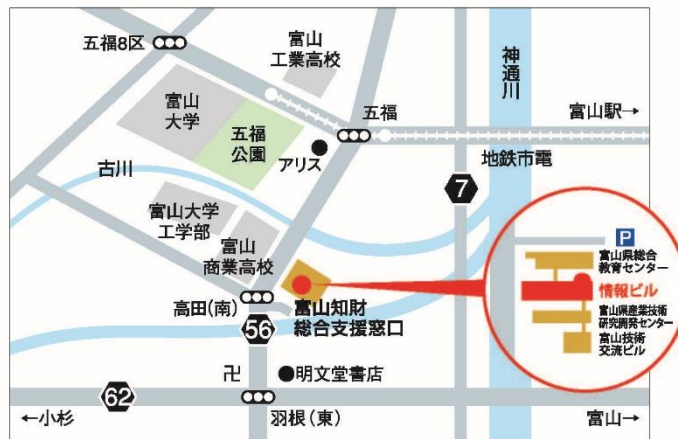 五福8区
富山
工業高校
神通川
富山
大学
五福
公園
五福
富山駅→
アリス
地鉄市電
古川
7
富山大学
工学部
富山
商業高校
P
富山県総合
教育センター
情報ビル
富山県産業技術
研究開発センター
富山技術
交流ビル
高田(南)
富山知財
総合支援窓口
56
卍
明文堂書店
62
←小杉
羽根(東)
富山→